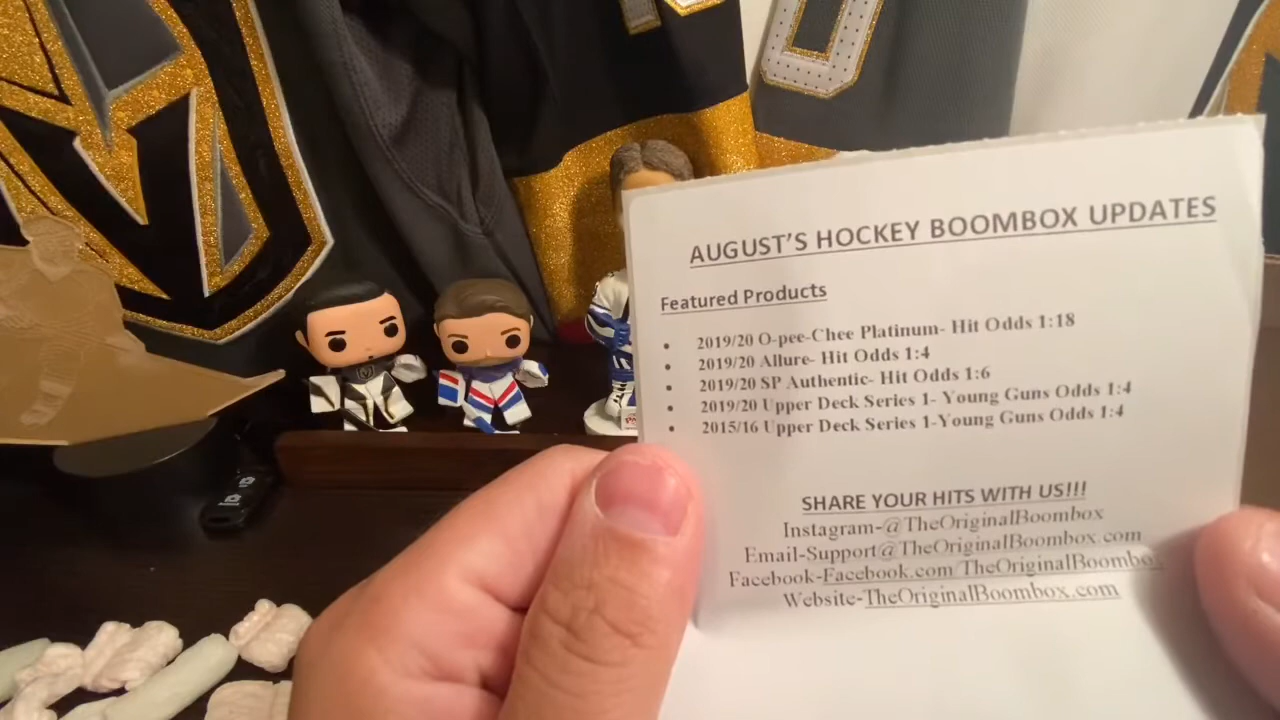 AUGUST'S HOCKEY BOOMBOX UPDATES
Featured Products
• 2019/20 O-pee-Chee Platinum- Hit Odds 1:18
• 2019/20 Allure- Hit Odds 1:4
• 2019/20 SP Authentic- Hit Odds 1:6
• 2019/20 Upper Deck Series 1- Young Guns Odds 1:4
• 2015/16 Upper Deck Series 1-Young Guns Odds 1:4
SHARE YOUR HITS WITH US!!!
Instagram-@TheOriginalBoombox
Email-Support@TheOriginalBoombox.com
Facebook-Facebook.com/TheOriginalBoombox
Website-TheOriginalBoombox.com